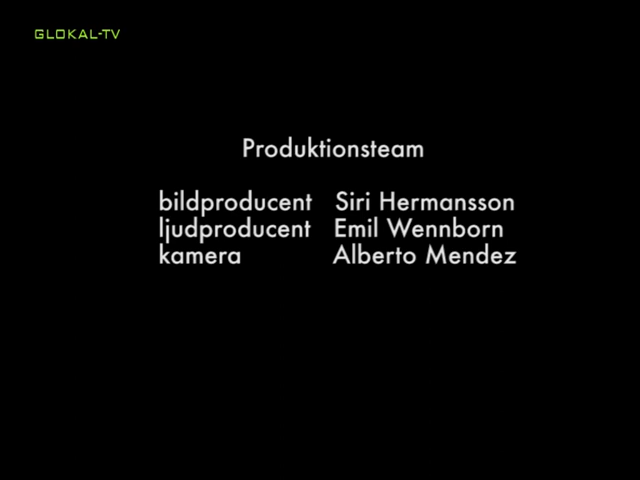 GLOKAL-TV
Produktionsteam
bildproducent Siri Hermansson
ljudproducent Emil Wennborn
kamera Alberto Mendez